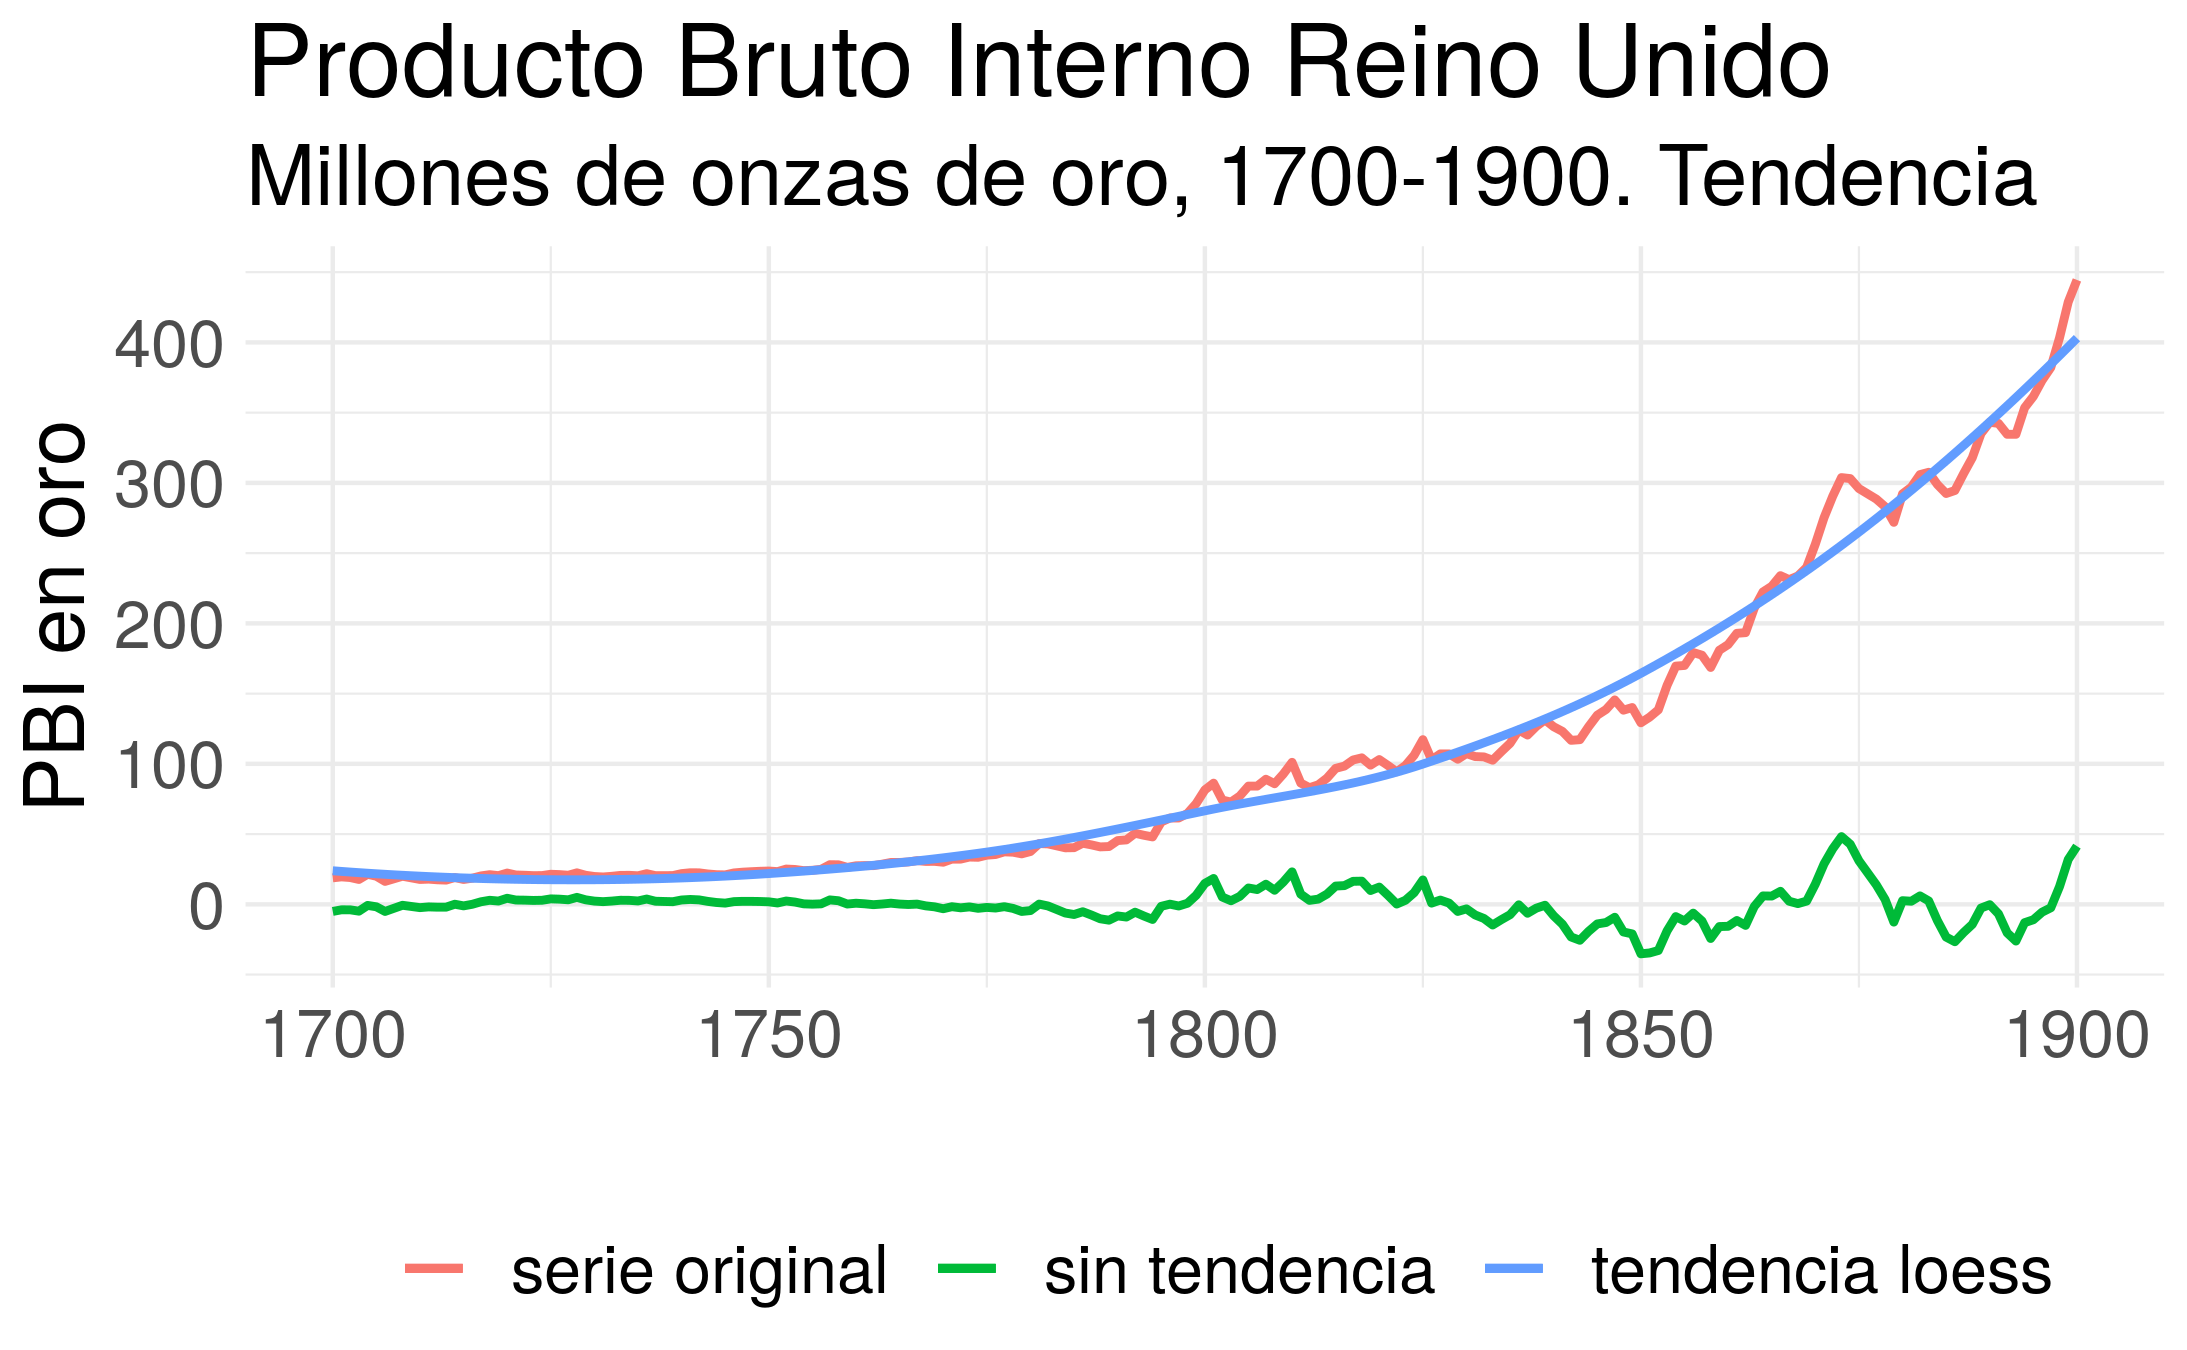 Producto Bruto Interno Reino Unido
Millones de onzas de oro, 1700-1900. Tendencia
PBI en oro
400
300
200
100
0
1700 1750 1800 1850 1900
serie original sin tendencia tendencia loess